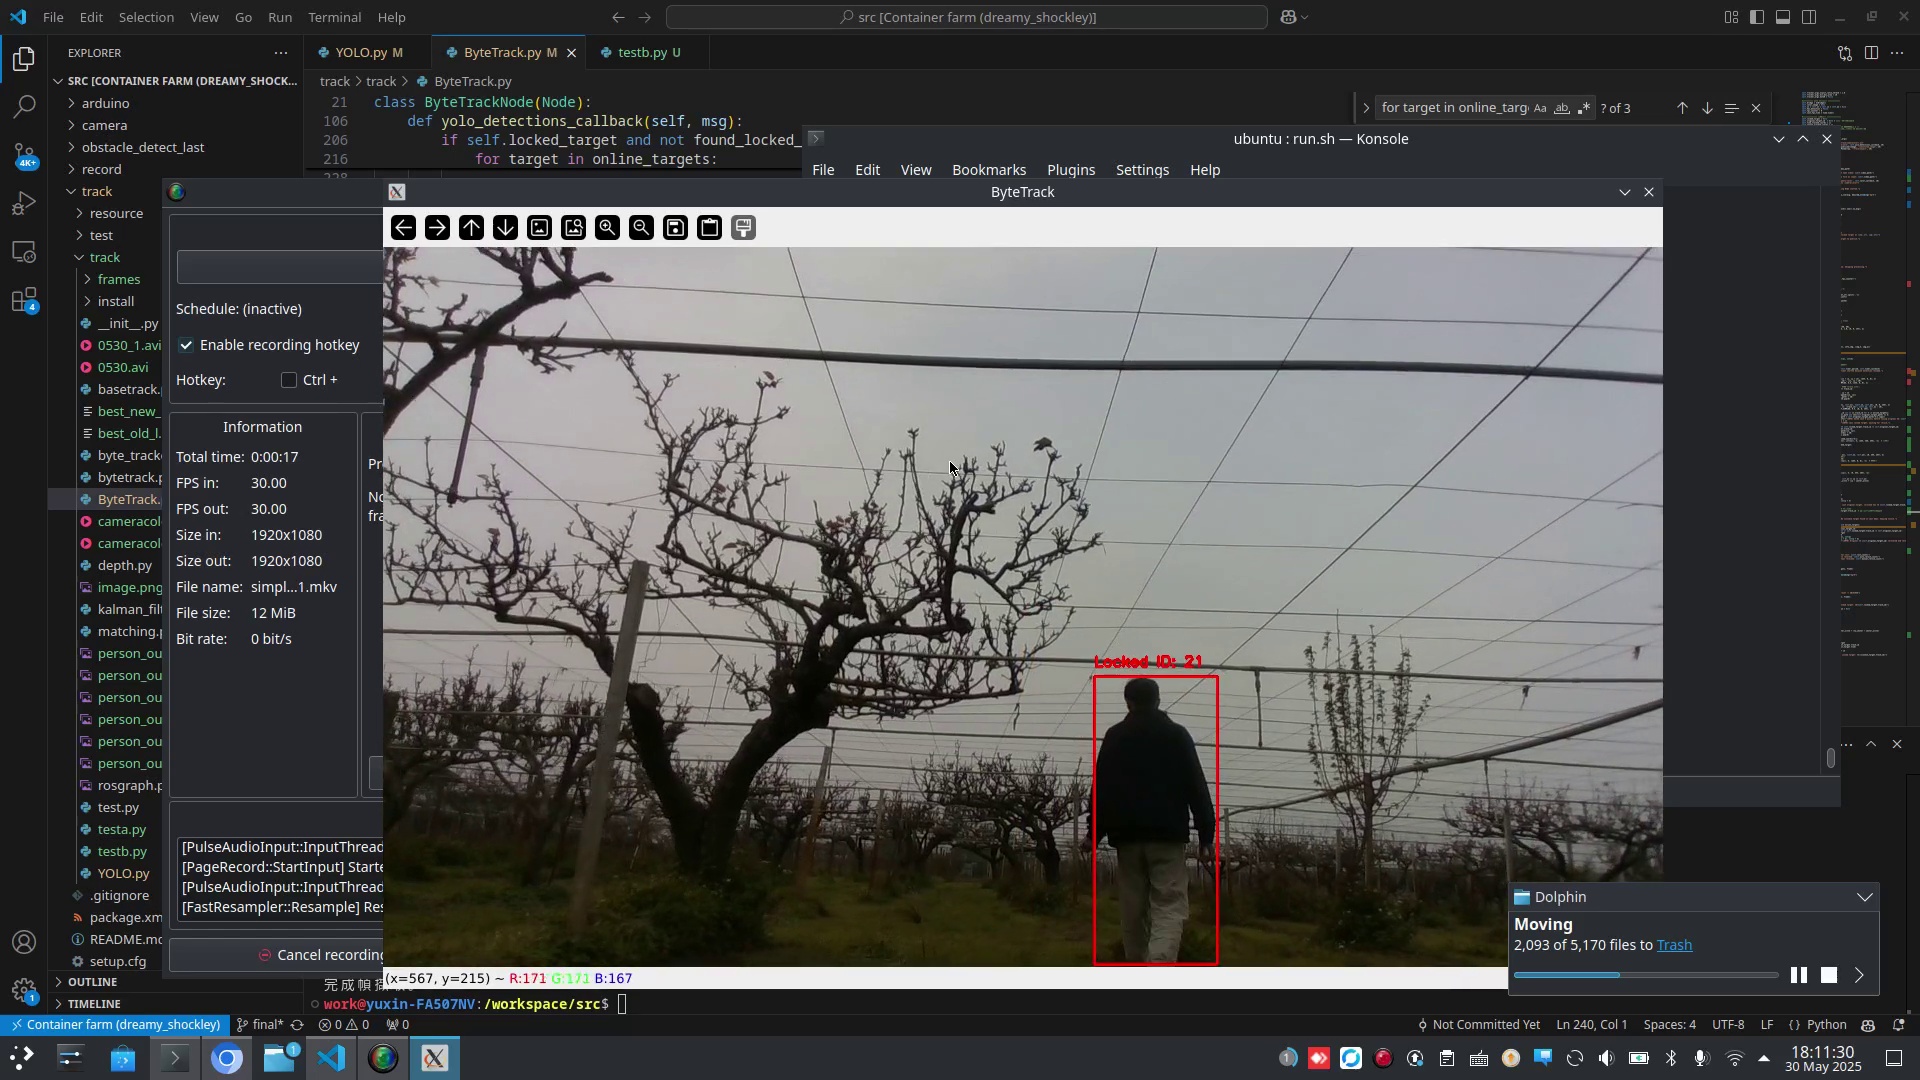 File Edit Selection View Go Run Terminal Help
src [Container farm (dreamy_shockley)]
EXPLORER
YOLO.py M
ByteTrack.py M
testb.py U
SRC [CONTAINER FARM (DREAMY_SHOCK...
track > track > ByteTrack.py
21 class ByteTrackNode(Node):
106 def yolo_detections_callback(self, msg):
206 if self.locked_target and not found_locked_
216 for target in online_targets:
for target in online_targ
Aa ab
? of 3
arduino
camera
obstacle_detect_last
record
track
resource
test
track
frames
install
__init__.py
0530_1.avi
0530.avi
basetrack.
best_new_
best_old_l.
byte_track
bytetrack.p
ByteTrack.
cameracol
cameracol
depth.py
image.png
kalman_filt
matching.p
person_ou
person_ou
person_ou
person_ou
person_ou
person_ou
rosgraph.p
test.py
testa.py
testb.py
YOLO.py
.gitignore
package.xm
README.md
setup.cfg
OUTLINE
TIMELINE
4K+
4
1
ubuntu : run.sh — Konsole
File Edit View Bookmarks Plugins Settings Help
Schedule: (inactive)
Enable recording hotkey
Hotkey: Ctrl +
Information
Total time: 0:00:17
FPS in: 30.00
FPS out: 30.00
Size in: 1920x1080
Size out: 1920x1080
File name: simpl...1.mkv
File size: 12 MiB
Bit rate: 0 bit/s
Pr
fra
[PulseAudioInput::InputThread
[PageRecord::StartInput] Starte
[PulseAudioInput::InputThread
[FastResampler::Resample] Res
Cancel recording
ByteTrack
Locked ID: 21
(x=567, y=215) ~ R:171 G:171 B:167
work@yuxin-FA507NV:/workspace/src$
Dolphin
Moving
2,093 of 5,170 files to Trash
Container farm (dreamy_shockley)
final*
0 0
0
Not Committed Yet
Ln 240, Col 1
Spaces: 4
UTF-8
LF
{} Python
1
1
18:11:30
30 May 2025